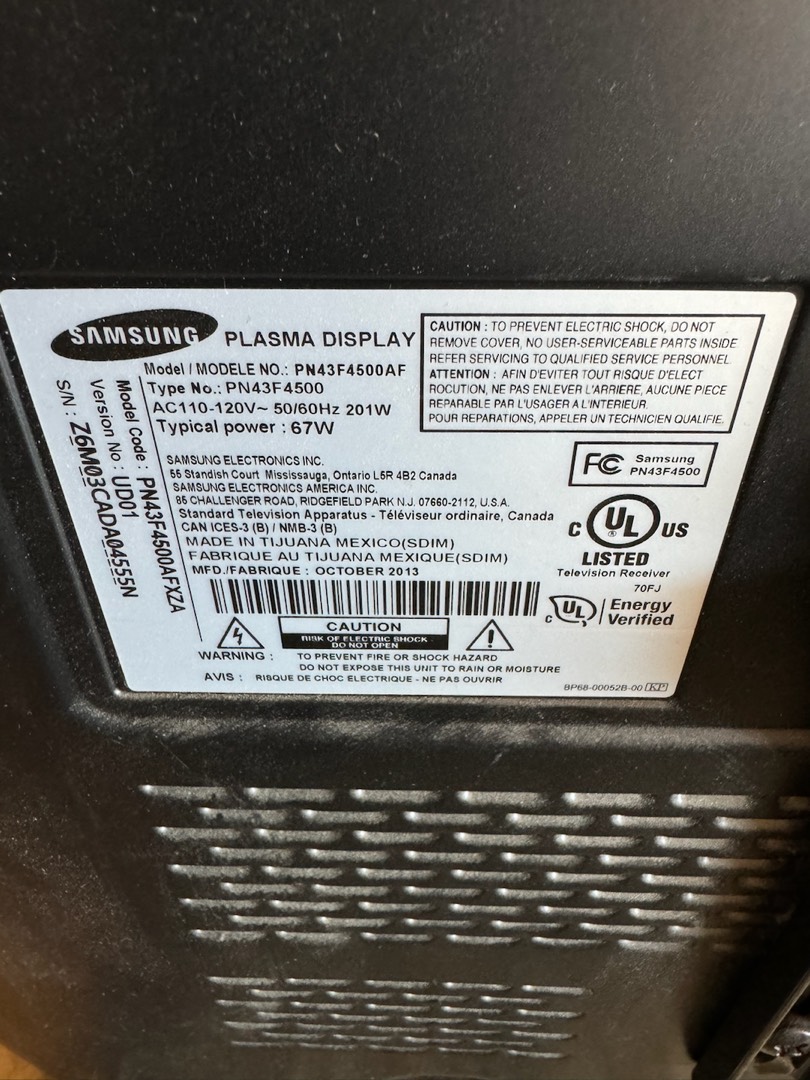 SAMSUNG PLASMA DISPLAY
Model / MODELE NO.: PN43F4500AF
Type No.: PN43F4500
AC110-120V~ 50/60Hz 201W
Typical power : 67W
CAUTION : TO PREVENT ELECTRIC SHOCK, DO NOT
REMOVE COVER, NO USER-SERVICEABLE PARTS INSIDE
REFER SERVICING TO QUALIFIED SERVICE PERSONNEL
ATTENTION : AFIN D'EVITER TOUT RISQUE D'ELECT
ROCUTION, NE PAS ENLEVER L'ARRIERE, AUCUNE PIECE
REPARABLE PAR L'USAGER A L'INTERIEUR.
POUR REPARATIONS, APPELER UN TECHNICIEN QUALIFIE.
Model Code : PN43F4500AFXZA
Version No : UD01
S/N : Z6M03CADA04555N
SAMSUNG ELECTRONICS INC.
55 Standish Court Mississauga, Ontario L5R 4B2 Canada
SAMSUNG ELECTRONICS AMERICA INC.
85 CHALLENGER ROAD, RIDGEFIELD PARK N.J. 07660-2112, U.S.A.
Standard Television Apparatus - Téléviseur ordinaire, Canada
CAN ICES-3 (B) / NMB-3 (B)
MADE IN TIJUANA MEXICO(SDIM)
FABRIQUE AU TIJUANA MEXIQUE(SDIM)
MFD./FABRIQUE : OCTOBER 2013
FC Samsung
PN43F4500
C UL US
LISTED
Television Receiver
70FJ
C UL Energy
Verified
CAUTION
RISK OF ELECTRIC SHOCK
DO NOT OPEN
WARNING : TO PREVENT FIRE OR SHOCK HAZARD
DO NOT EXPOSE THIS UNIT TO RAIN OR MOISTURE
AVIS : RISQUE DE CHOC ELECTRIQUE - NE PAS OUVRIR
BP68-00052B-00 KP